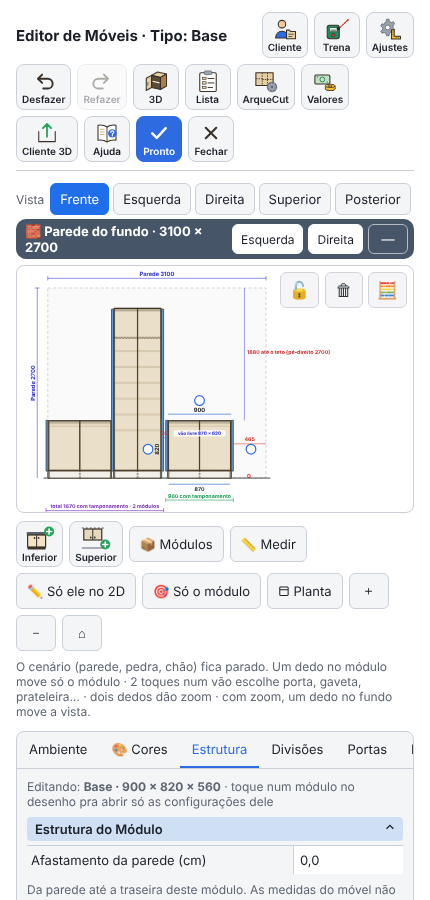 Editor de Móveis · Tipo: Base
Cliente
Trena
Ajustes
Desfazer
Refazer
3D
Lista
ArqueCut
Valores
Cliente 3D
Ajuda
Pronto
Fechar
Vista
Frente
Esquerda
Direita
Superior
Posterior
🧱 Parede do fundo · 3100 ×
2700
Esquerda
Direita
—
Parede 3100
Parede 2700
1880 até o teto (pé-direito 2700)
900
vão livre 870 × 820
820
465
0
870
960 com tamponamento
total 1670 com tamponamento · 2 módulos
Inferior
Superior
📦 Módulos
📏 Medir
✏️ Só ele no 2D
🎯 Só o módulo
Planta
+
−
⌂
O cenário (parede, pedra, chão) fica parado. Um dedo no módulo
move só o módulo · 2 toques num vão escolhe porta, gaveta,
prateleira... · dois dedos dão zoom · com zoom, um dedo no fundo
move a vista.
Ambiente
🎨 Cores
Estrutura
Divisões
Portas
Editando: Base · 900 × 820 × 560 · toque num módulo no
desenho pra abrir só as configurações dele
Estrutura do Módulo
Afastamento da parede (cm)
0,0
Da parede até a traseira deste módulo. As medidas do móvel não